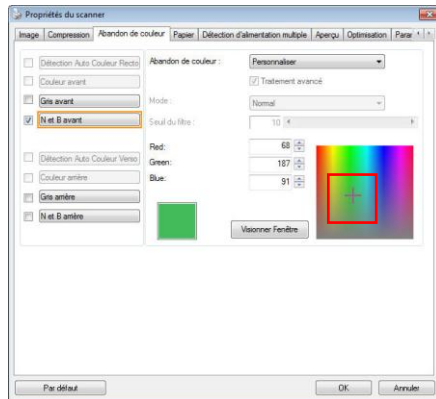 Propriétés du scanner
Image Compression Abandon de couleur Papier Détection d'alimentation multiple Aperçu Optimisation Parar
Détection Auto Couleur Recto
Couleur avant
Gris avant
N et B avant
Détection Auto Couleur Verso
Couleur arrière
Gris arrière
N et B arrière
Abandon de couleur : Personnaliser
Traitement avancé
Mode : Normal
Seuil du filtre : 10
Red: 68
Green: 187
Blue: 91
Visionner Fenêtre
Par défaut OK Annuler